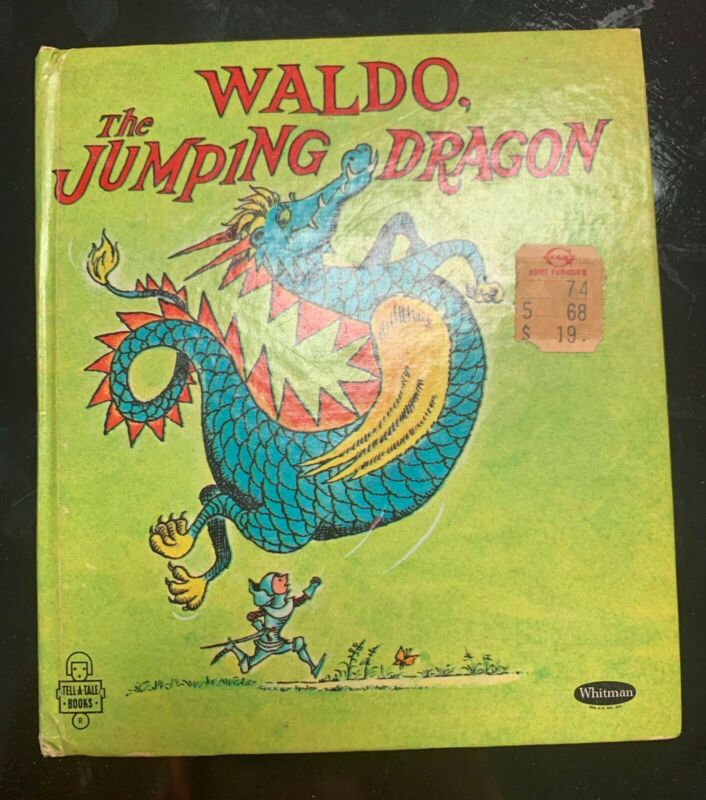 WALDO,
The
JUMPING DRAGON
74
5 68
$ 19.
TELL-A-TALE
BOOKS
R
Whitman